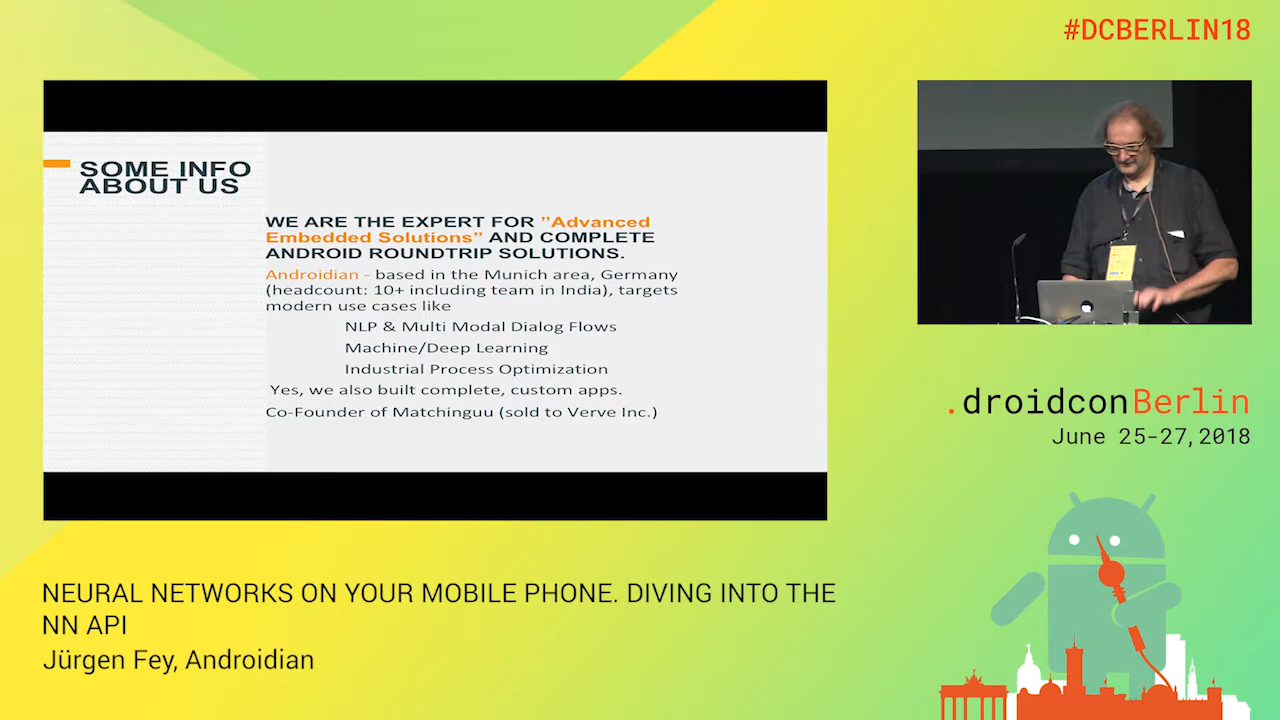 #DCBERLIN18
SOME INFO
ABOUT US
WE ARE THE EXPERT FOR ”Advanced
Embedded Solutions” AND COMPLETE
ANDROID ROUNDTRIP SOLUTIONS.
Androidian - based in the Munich area, Germany
(headcount: 10+ including team in India), targets
modern use cases like
NLP & Multi Modal Dialog Flows
Machine/Deep Learning
Industrial Process Optimization
Yes, we also built complete, custom apps.
Co-Founder of Matchinguu (sold to Verve Inc.)
.droidconBerlin
June 25-27,2018
NEURAL NETWORKS ON YOUR MOBILE PHONE. DIVING INTO THE
NN API
Jürgen Fey, Androidian